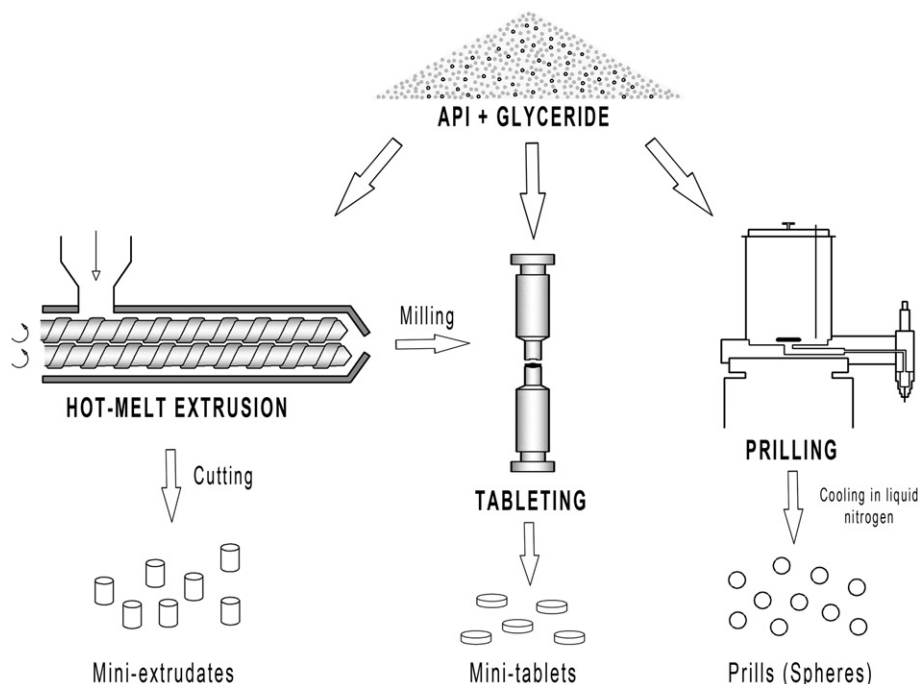 API + GLYCERIDE
Milling
HOT-MELT EXTRUSION
Cutting
TABLETING
PRILLING
Cooling in liquid
nitrogen
Mini-extrudates
Mini-tablets
Prills (Spheres)